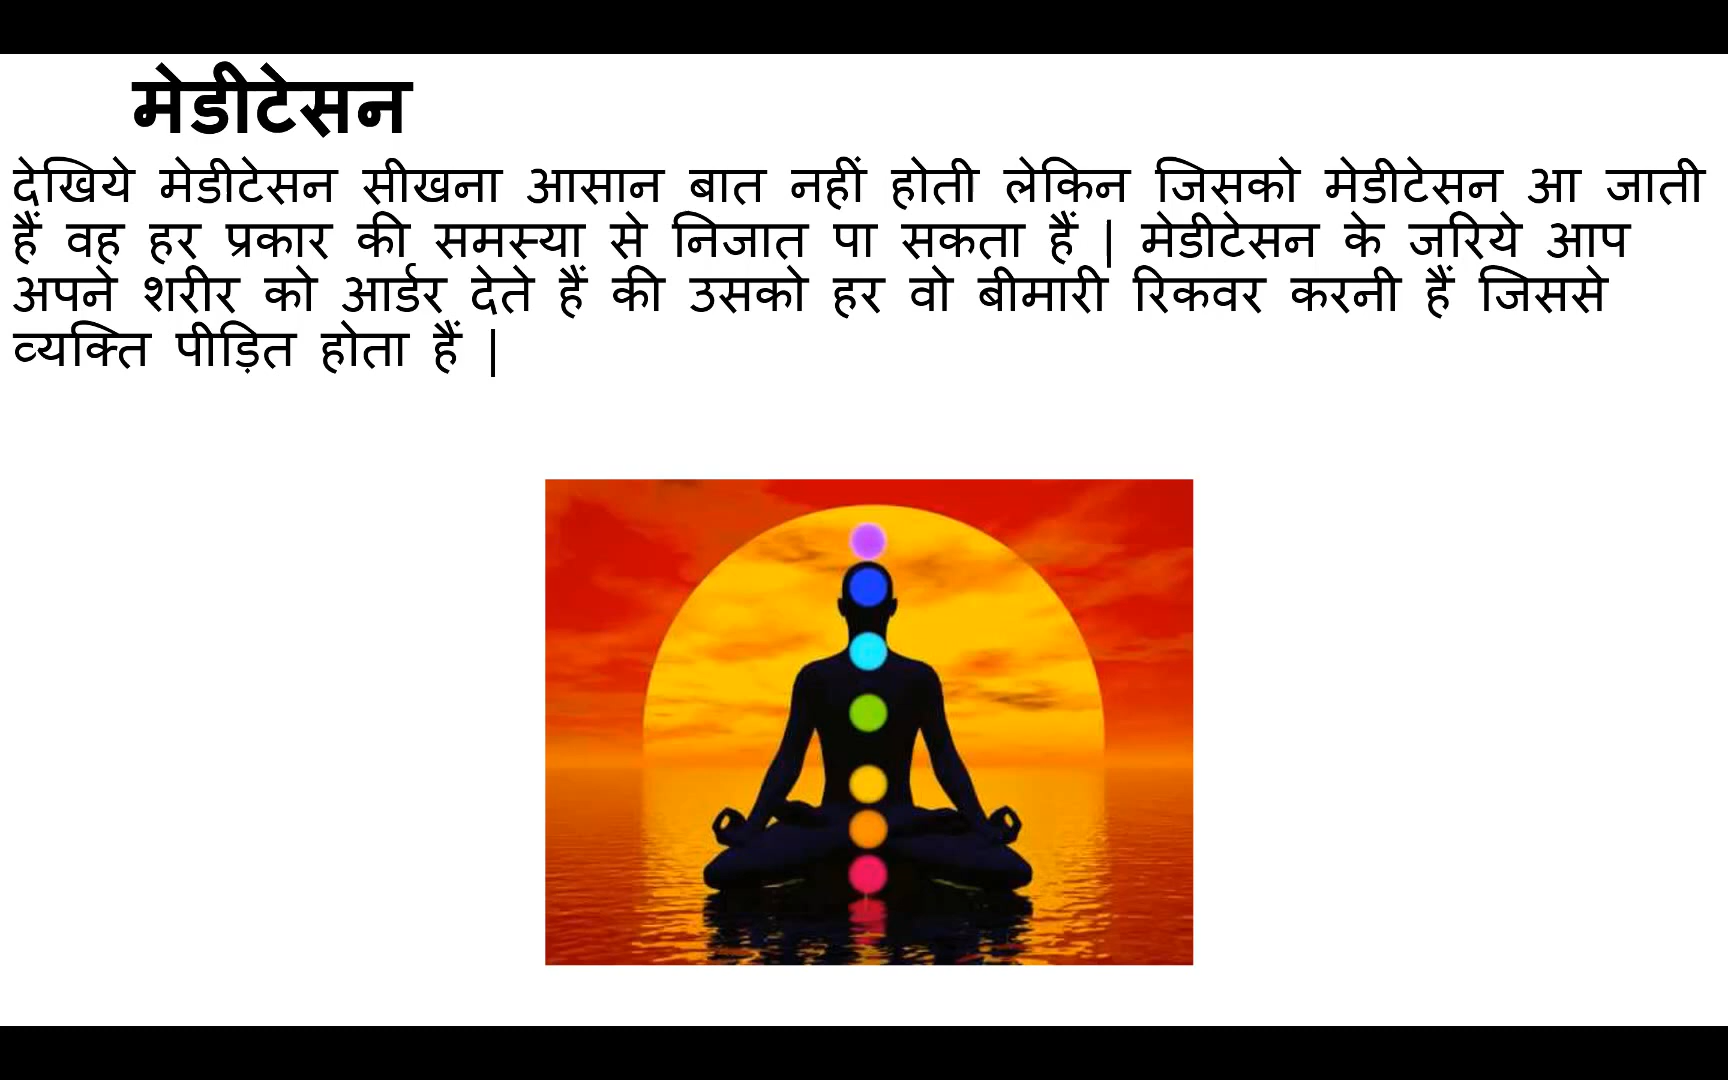 मेडीटेसन
देखिये मेडीटेसन सीखना आसान बात नहीं होती लेकिन जिसको मेडीटेसन आ जाती
हैं वह हर प्रकार की समस्या से निजात पा सकता हैं | मेडीटेसन के जरिये आप
अपने शरीर को आर्डर देते हैं की उसको हर वो बीमारी रिकवर करनी हैं जिससे
व्यक्ति पीड़ित होता हैं |